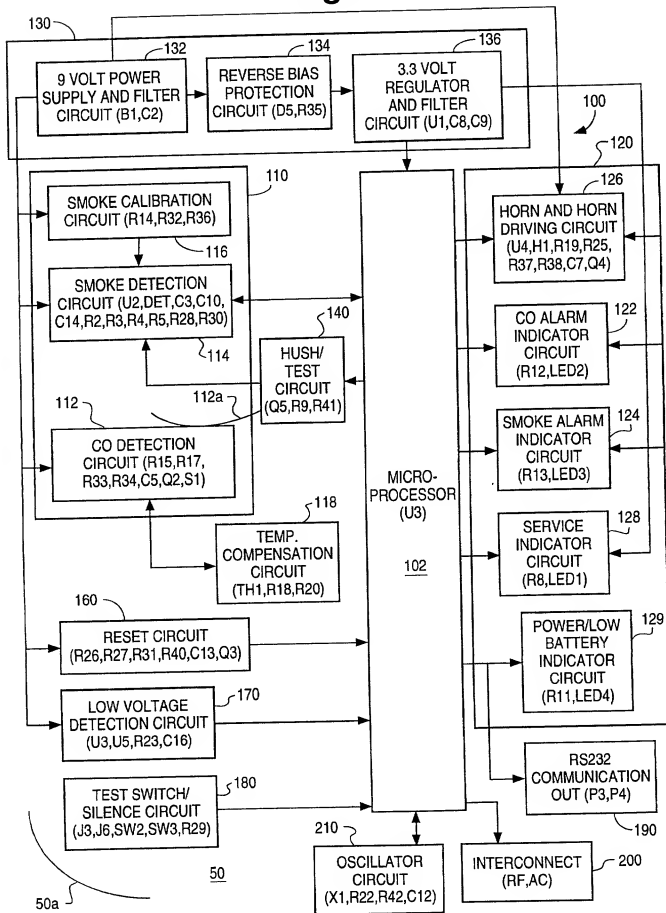 130
132
9 VOLT POWER
SUPPLY AND FILTER
CIRCUIT (B1,C2)
134
REVERSE BIAS
PROTECTION
CIRCUIT (D5,R35)
136
3.3 VOLT
REGULATOR
AND FILTER
CIRCUIT (U1,C8,C9)
100
110
SMOKE CALIBRATION
CIRCUIT (R14,R32,R36)
116
SMOKE DETECTION
CIRCUIT (U2,DET,C3,C10,
C14,R2,R3,R4,R5,R28,R30)
114
140
HUSH/
TEST
CIRCUIT
(Q5,R9,R41)
112
112a
CO DETECTION
CIRCUIT (R15,R17,
R33,R34,C5,Q2,S1)
118
TEMP.
COMPENSATION
CIRCUIT
(TH1,R18,R20)
160
RESET CIRCUIT
(R26,R27,R31,R40,C13,Q3)
170
LOW VOLTAGE
DETECTION CIRCUIT
(U3,U5,R23,C16)
180
TEST SWITCH/
SILENCE CIRCUIT
(J3,J6,SW2,SW3,R29)
50
50a
MICRO-
PROCESSOR
(U3)
102
120
126
HORN AND HORN
DRIVING CIRCUIT
(U4,H1,R19,R25,
R37,R38,C7,Q4)
122
CO ALARM
INDICATOR
CIRCUIT
(R12,LED2)
124
SMOKE ALARM
INDICATOR
CIRCUIT
(R13,LED3)
128
SERVICE
INDICATOR
CIRCUIT
(R8,LED1)
129
POWER/LOW
BATTERY
INDICATOR
CIRCUIT
(R11,LED4)
RS232
COMMUNICATION
OUT (P3,P4)
190
210
OSCILLATOR
CIRCUIT
(X1,R22,R42,C12)
INTERCONNECT
(RF,AC)
200